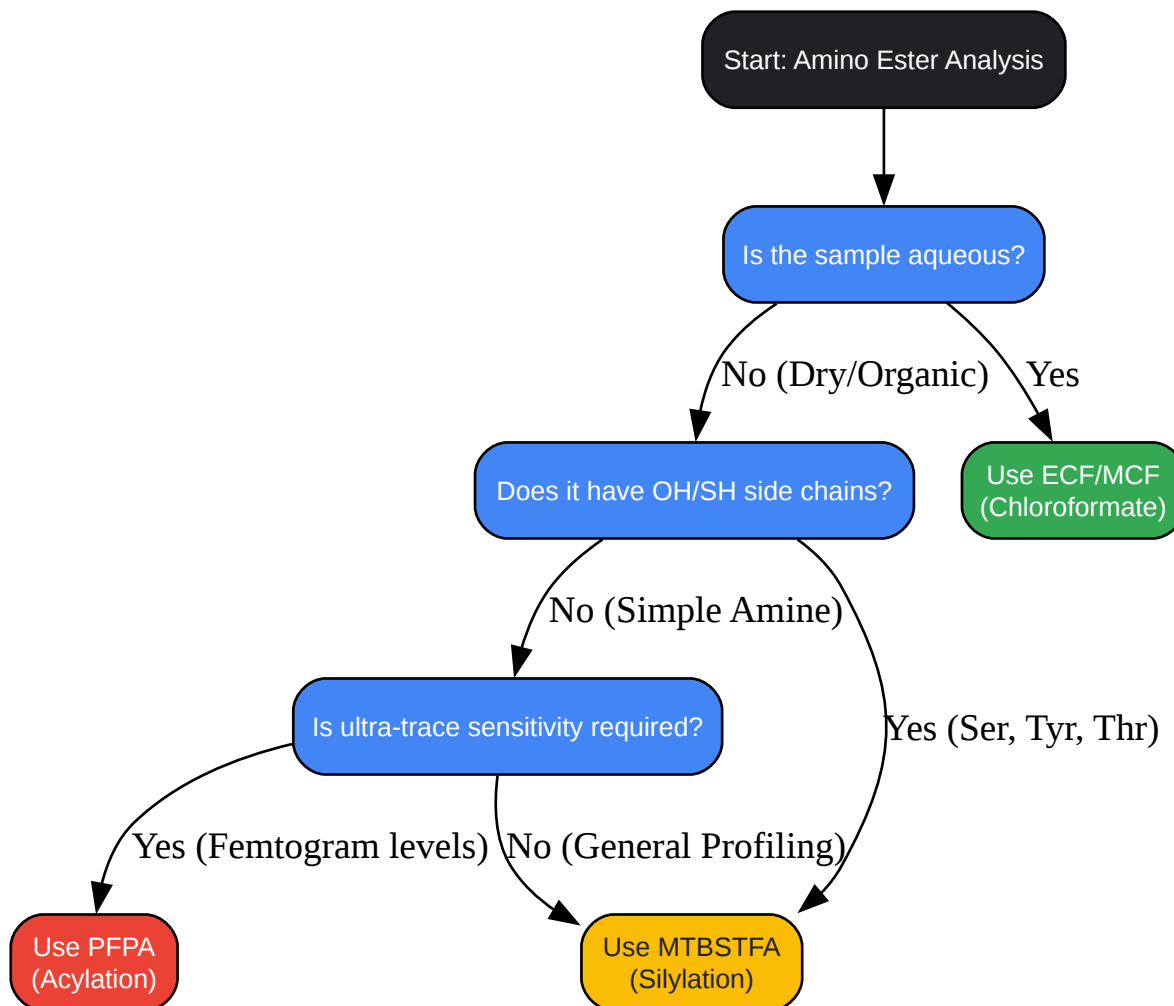 Start: Amino Ester Analysis
Is the sample aqueous?
No (Dry/Organic)
Yes
Does it have OH/SH side chains?
Use ECF/MCF
(Chloroformate)
No (Simple Amine)
Is ultra-trace sensitivity required?
Yes (Ser, Tyr, Thr)
Yes (Femtogram levels)
No (General Profiling)
Use PFPA
(Acylation)
Use MTBSTFA
(Silylation)